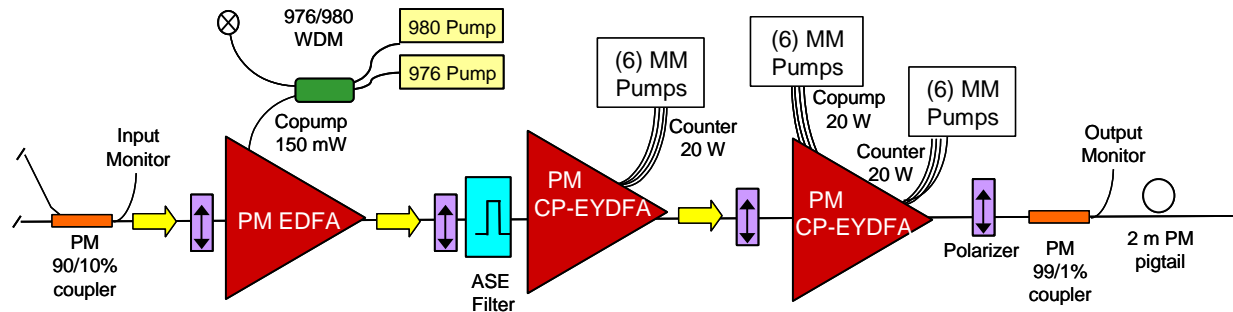 976/980
WDM
980 Pump
976 Pump
Copump
150 mW
Input
Monitor
PM
90/10%
coupler
PM EDFA
ASE
Filter
(6) MM
Pumps
Counter
20 W
PM
CP-EYDFA
(6) MM
Pumps
Copump
20 W
(6) MM
Pumps
Counter
20 W
PM
CP-EYDFA
Polarizer
Output
Monitor
PM
99/1%
coupler
2 m PM
pigtail